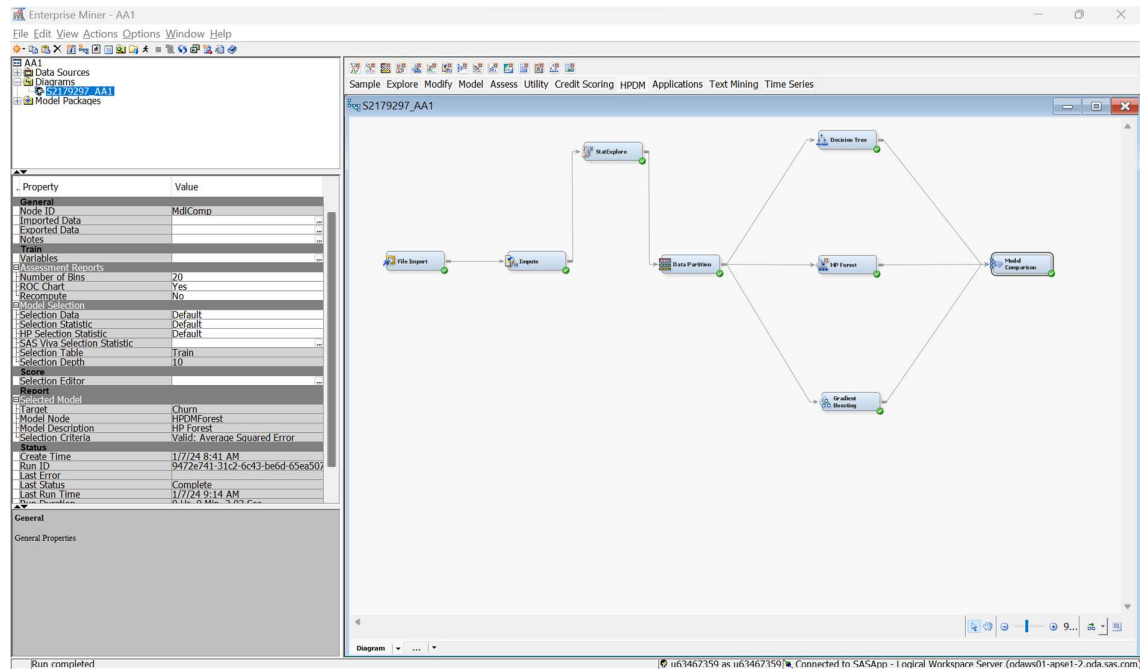 Enterprise Miner - AA1
File Edit View Actions Options Window Help
AA1
Data Sources
Diagrams
S2179297_AA1
Model Packages
Sample Explore Modify Model Assess Utility Credit Scoring HPDM Applications Text Mining Time Series
S2179297_AA1
StatExplore
Decision Tree
File Import
Impute
Data Partition
HP Forest
Model Comparison
Gradient Boosting
. Property Value
General
Node ID MdlComp
Imported Data ...
Exported Data ...
Notes ...
Train
Variables ...
Assessment Reports
Number of Bins 20
ROC Chart Yes
Recompute No
Model Selection
Selection Data Default
Selection Statistic Default
HP Selection Statistic Default
SAS Viya Selection Statistic ...
Selection Table Train
Selection Depth 10
Score
Selection Editor ...
Report
Selected Model
Target Churn
Model Node HPDMForest
Model Description HP Forest
Selection Criteria Valid: Average Squared Error
Status
Create Time 1/7/24 8:41 AM
Run ID 9472e741-31c2-6c43-be6d-65ea507
Last Error
Last Status Complete
Last Run Time 1/7/24 9:14 AM
General
General Properties
9...
Diagram ...
Run completed
u63467359 as u63467359 Connected to SASApp - Logical Workspace Server (odaws01-apse1-2.oda.sas.com)